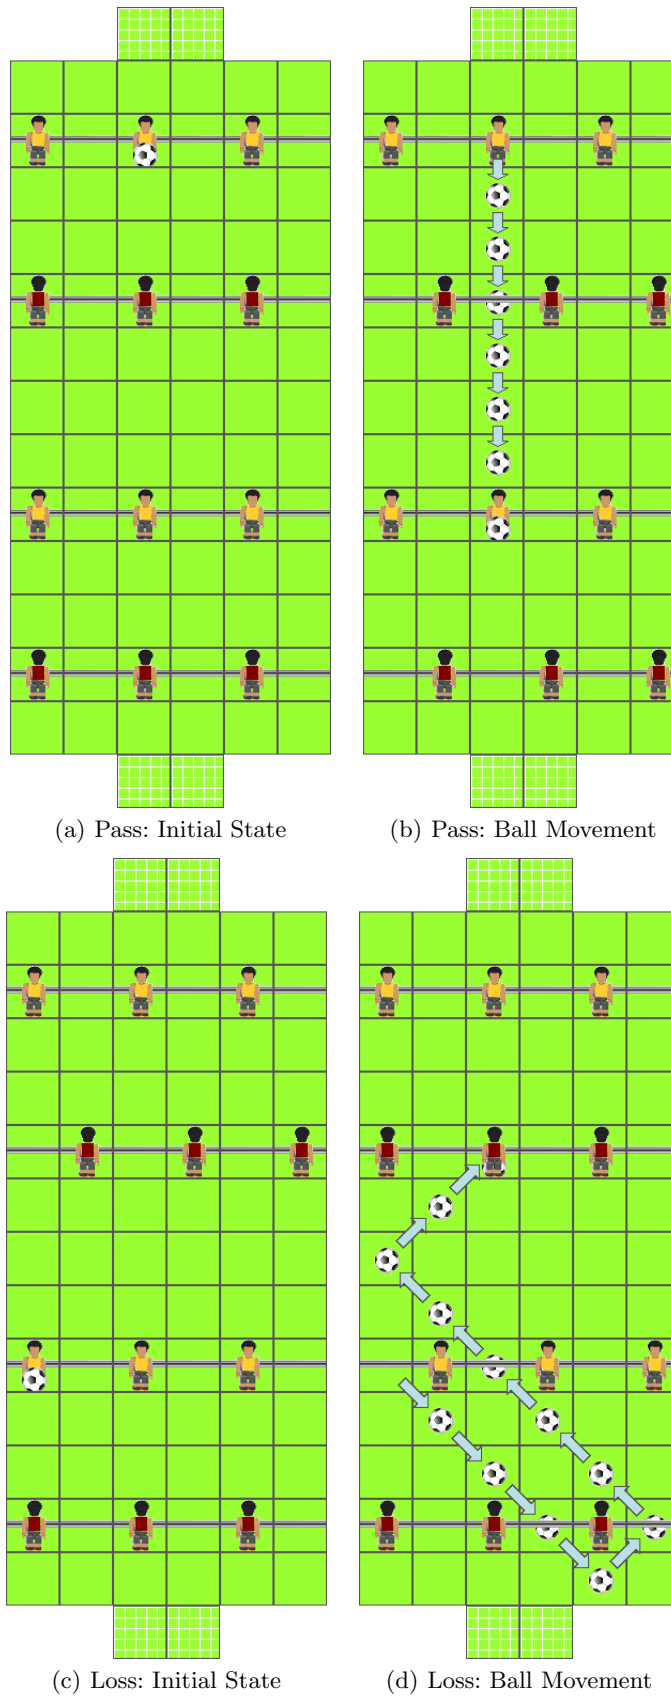 (a) Pass: Initial State
(b) Pass: Ball Movement
(c) Loss: Initial State
(d) Loss: Ball Movement